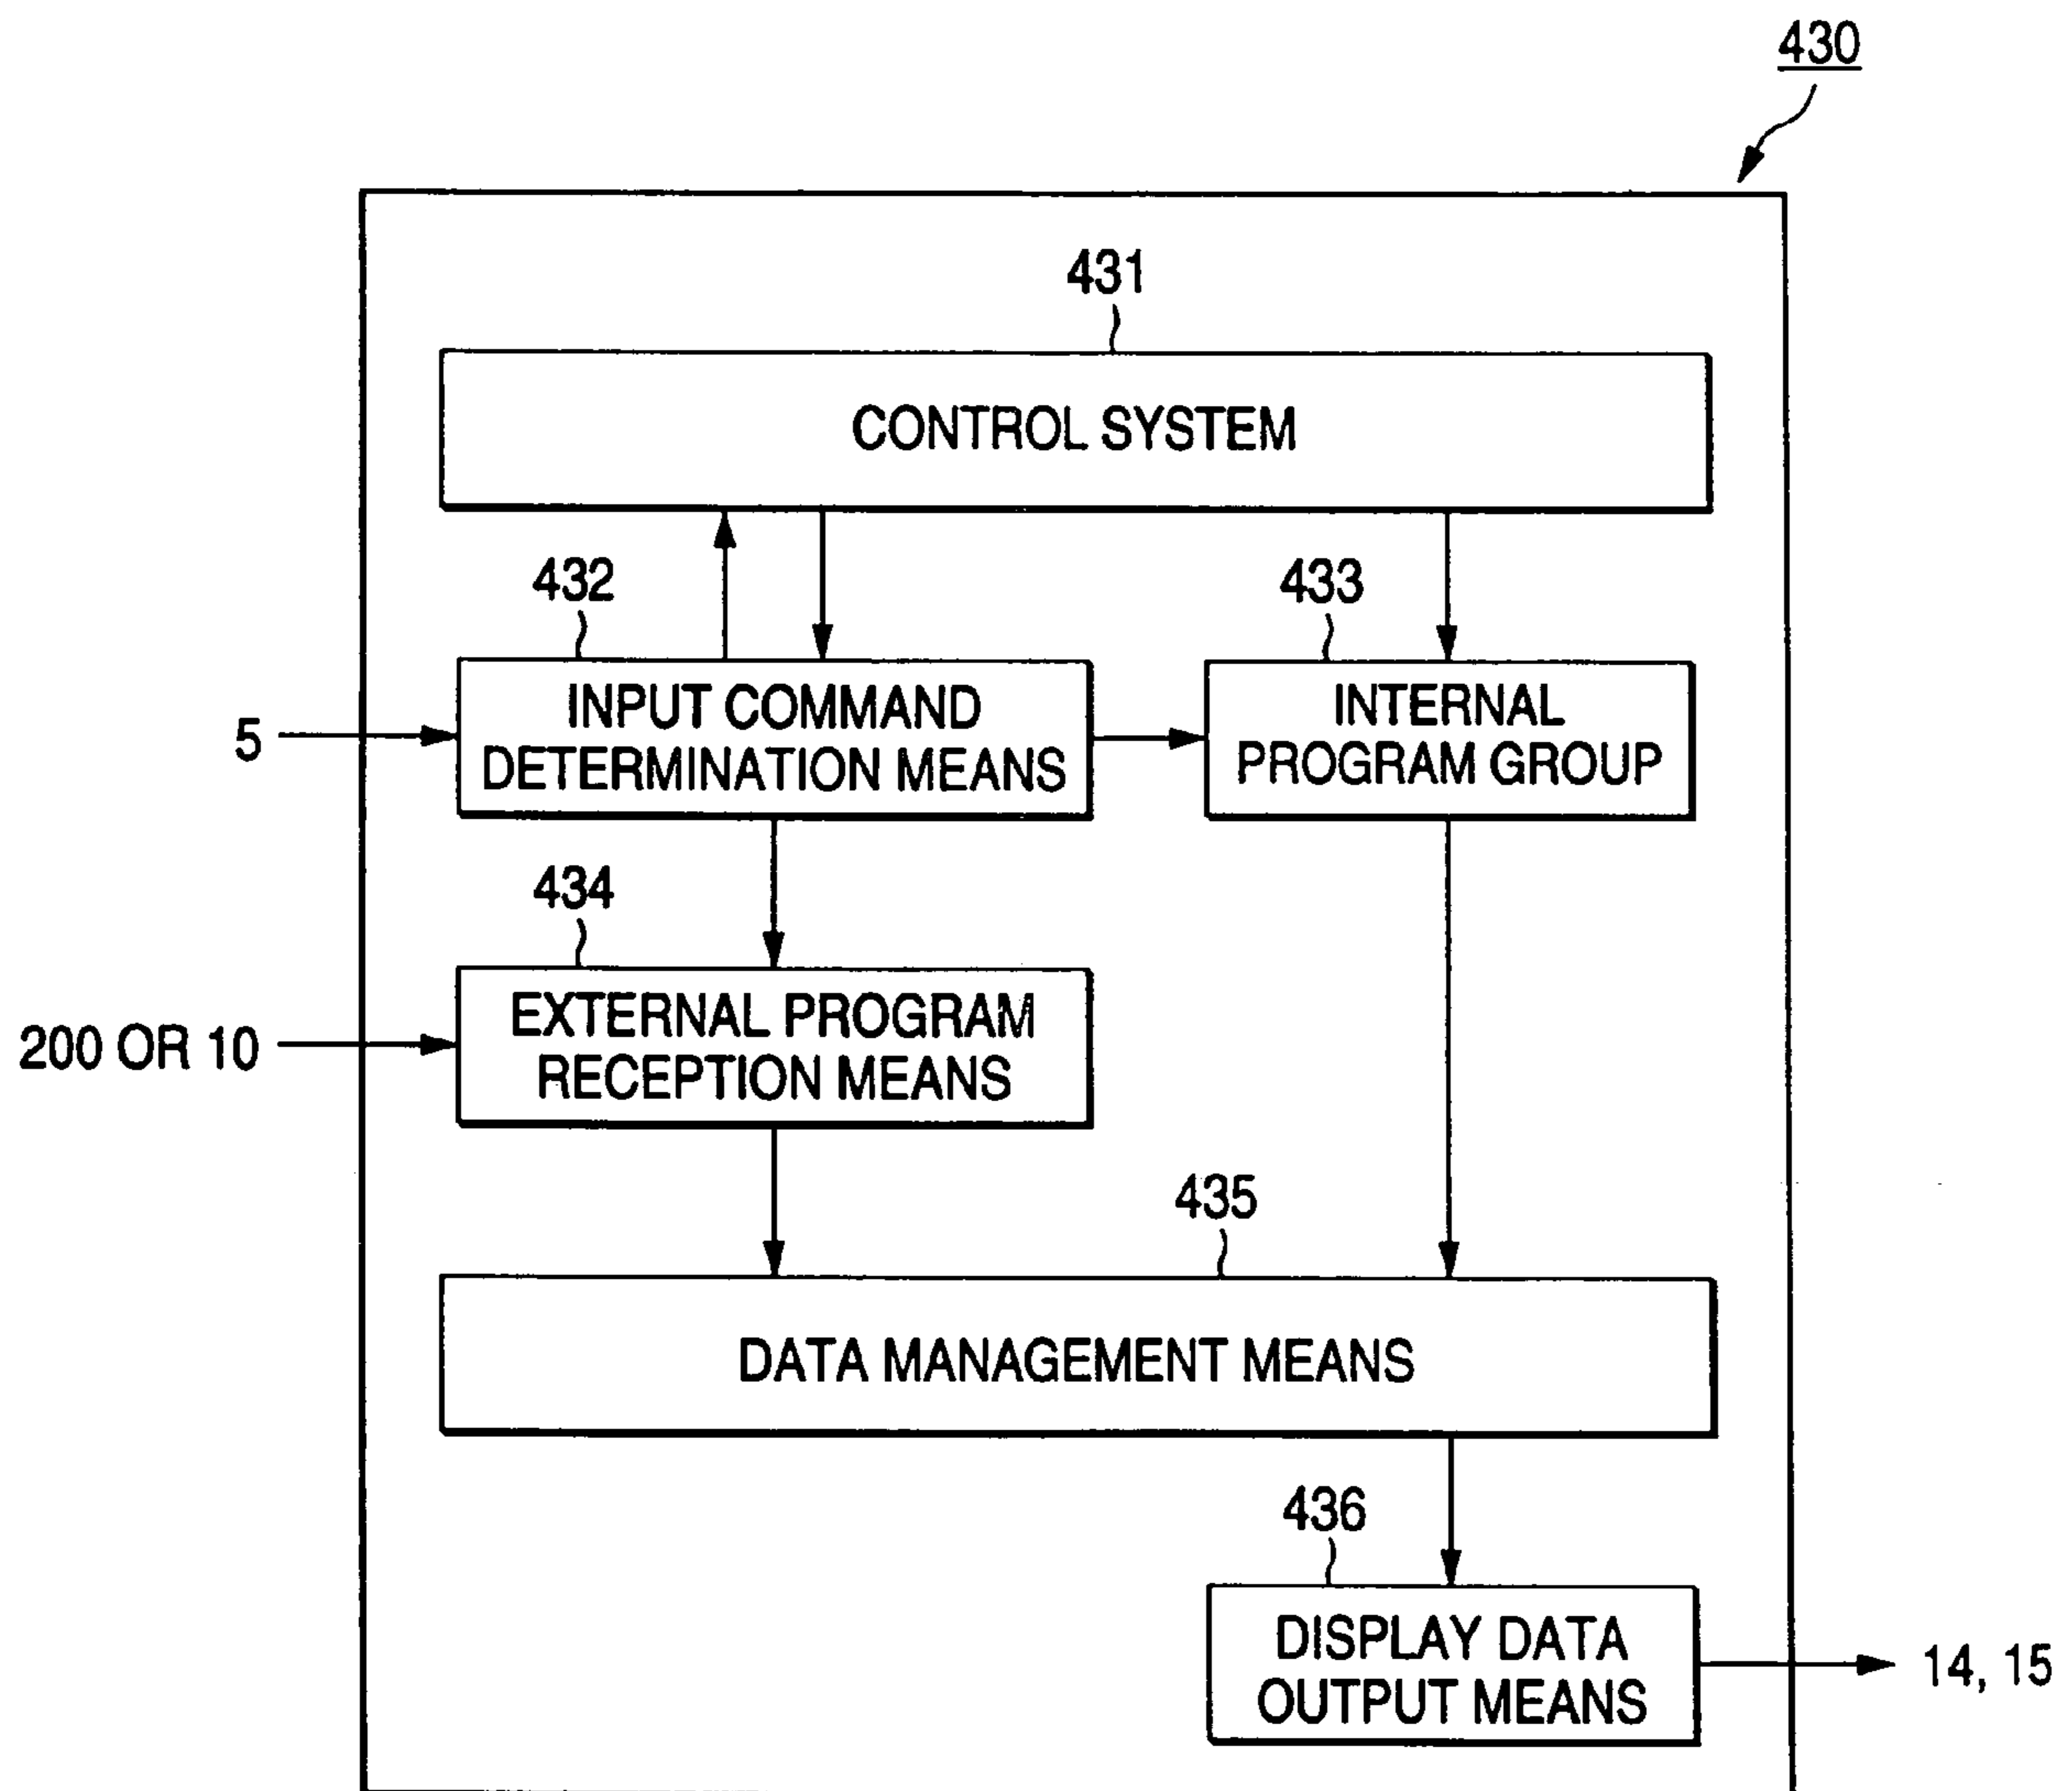 430
431
CONTROL SYSTEM
432
433
5
INPUT COMMAND
DETERMINATION MEANS
INTERNAL
PROGRAM GROUP
434
200 OR 10
EXTERNAL PROGRAM
RECEPTION MEANS
435
DATA MANAGEMENT MEANS
436
DISPLAY DATA
OUTPUT MEANS
14, 15